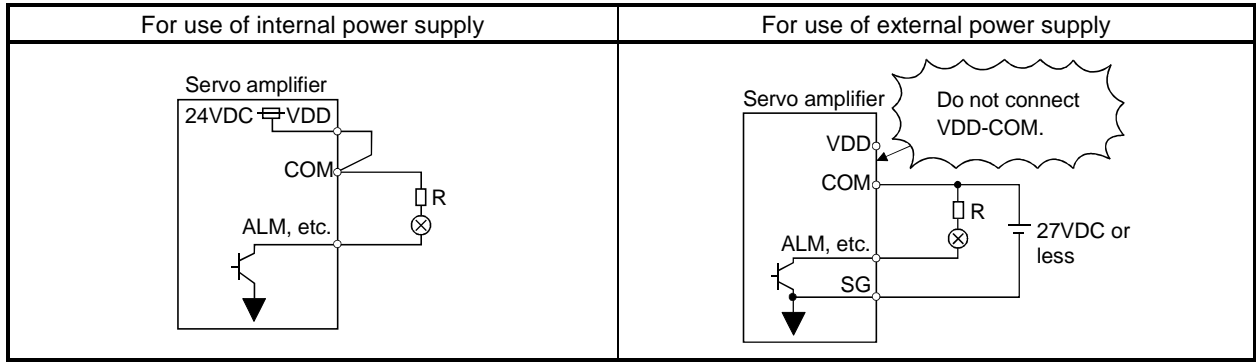 For use of internal power supply
For use of external power supply
Servo amplifier
24VDC VDD
COM
R
ALM, etc.
Servo amplifier
Do not connect
VDD-COM.
VDD
COM
R
27VDC or
less
ALM, etc.
SG